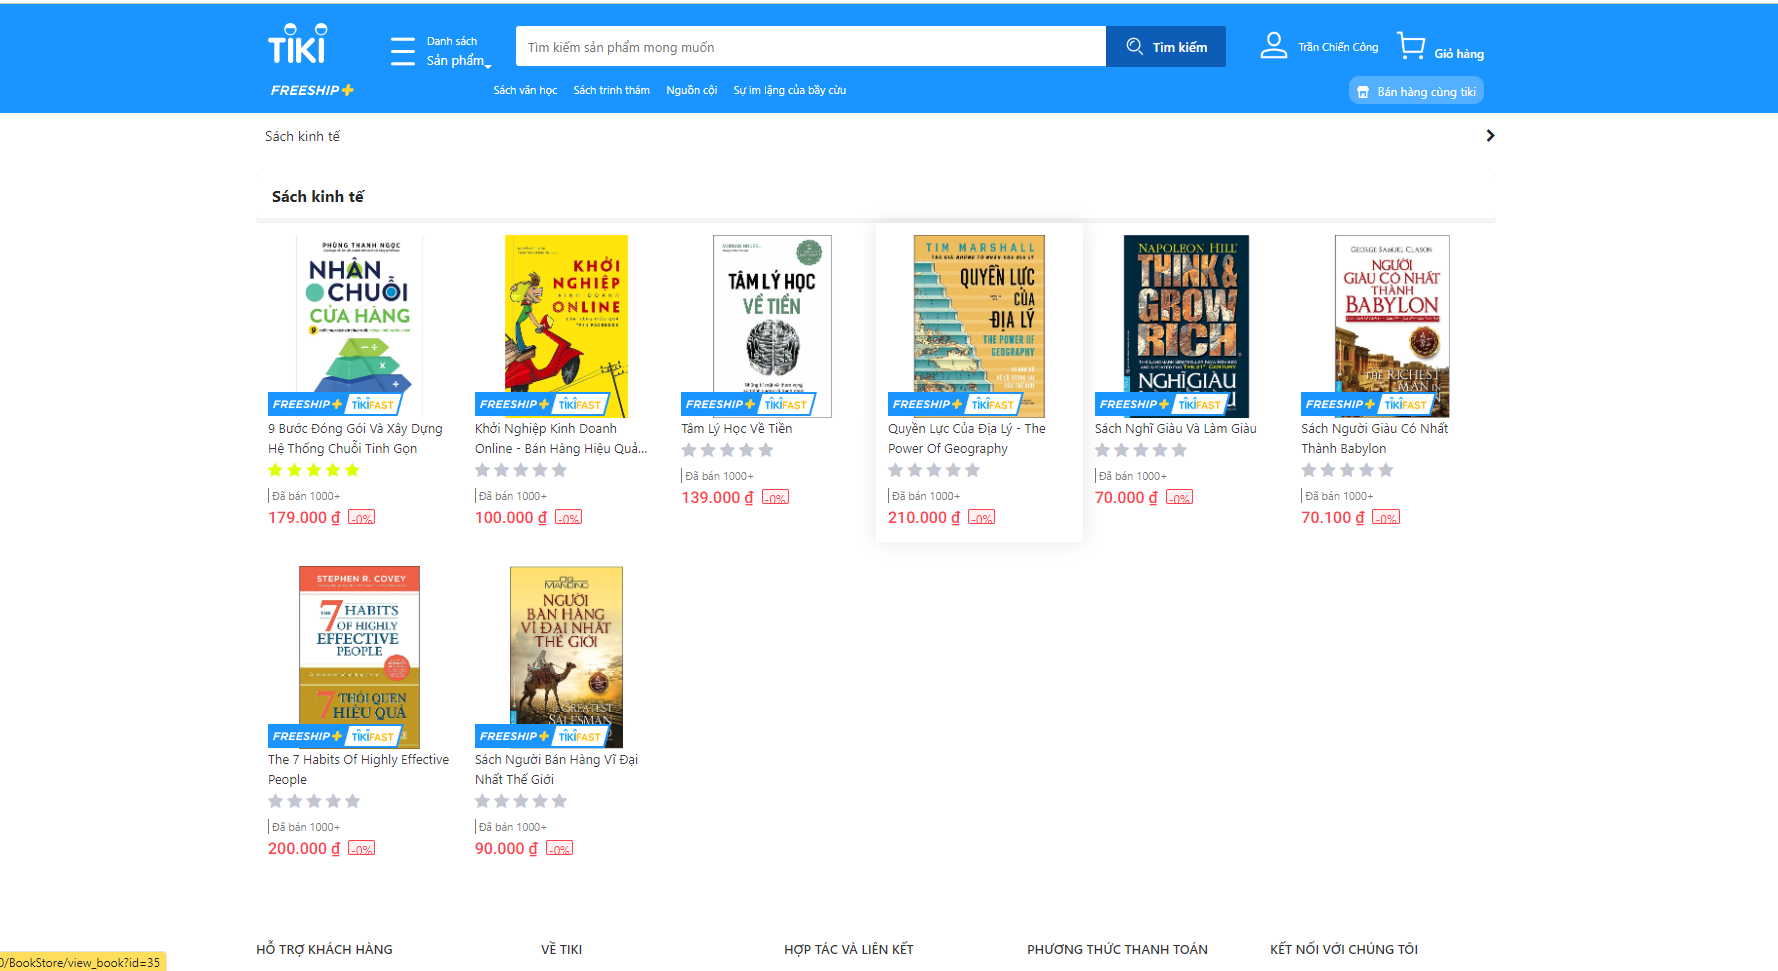 TIKI
Danh sách
Sản phẩm
Tìm kiếm sản phẩm mong muốn
Tìm kiếm
Trần Chiến Công
Giỏ hàng
FREESHIP+
Sách văn học
Sách trinh thám
Nguồn cội
Sự im lặng của bầy cừu
Bán hàng cùng tiki
Sách kinh tế
Sách kinh tế
PHÙNG THANH NGỌC
NHÂN
CHUỖI
CỬA HÀNG
FREESHIP+ TIKIFAST
9 Bước Đóng Gói Và Xây Dựng
Hệ Thống Chuỗi Tinh Gọn
Đã bán 1000+
179.000 ₫ -0%
KHỞI
NGHIỆP
KINH DOANH
ONLINE
FREESHIP+ TIKIFAST
Khởi Nghiệp Kinh Doanh
Online - Bán Hàng Hiệu Quả...
Đã bán 1000+
100.000 ₫ -0%
MORGAN HOUSEL
TÂM LÝ HỌC
VỀ TIỀN
FREESHIP+ TIKIFAST
Tâm Lý Học Về Tiền
Đã bán 1000+
139.000 ₫ -0%
TIM MARSHALL
QUYỀN LỰC
CỦA
ĐỊA LÝ
THE POWER OF
GEOGRAPHY
FREESHIP+ TIKIFAST
Quyền Lực Của Địa Lý - The
Power Of Geography
Đã bán 1000+
210.000 ₫ -0%
NAPOLEON HILL
THINK &
GROW
RICH
NGHĨ GIÀU
FREESHIP+ TIKIFAST
Sách Nghĩ Giàu Và Làm Giàu
Đã bán 1000+
70.000 ₫ -0%
GEORGE SAMUEL CLASON
NGƯỜI
GIÀU CÓ NHẤT
THÀNH
BABYLON
THE RICHEST
MAN IN
FREESHIP+ TIKIFAST
Sách Người Giàu Có Nhất
Thành Babylon
Đã bán 1000+
70.100 ₫ -0%
STEPHEN R. COVEY
THE 7 HABITS
OF HIGHLY
EFFECTIVE
PEOPLE
7 THÓI QUEN
HIỆU QUẢ
FREESHIP+ TIKIFAST
The 7 Habits Of Highly Effective
People
Đã bán 1000+
200.000 ₫ -0%
OG
MANDINO
NGƯỜI
BÁN HÀNG
VĨ ĐẠI NHẤT
THẾ GIỚI
GREATEST
SALESMAN
FREESHIP+ TIKIFAST
Sách Người Bán Hàng Vĩ Đại
Nhất Thế Giới
Đã bán 1000+
90.000 ₫ -0%
HỖ TRỢ KHÁCH HÀNG
VỀ TIKI
HỢP TÁC VÀ LIÊN KẾT
PHƯƠNG THỨC THANH TOÁN
KẾT NỐI VỚI CHÚNG TÔI
0/BookStore/view_book?id=35